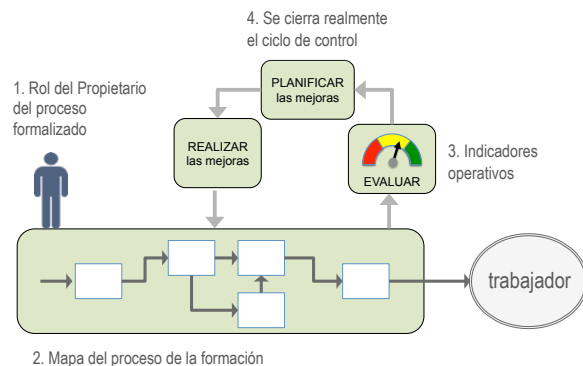 4. Se cierra realmente
el ciclo de control
1. Rol del Propietario
del proceso
formalizado
PLANIFICAR
las mejoras
REALIZAR
las mejoras
EVALUAR
3. Indicadores
operativos
trabajador
2. Mapa del proceso de la formación